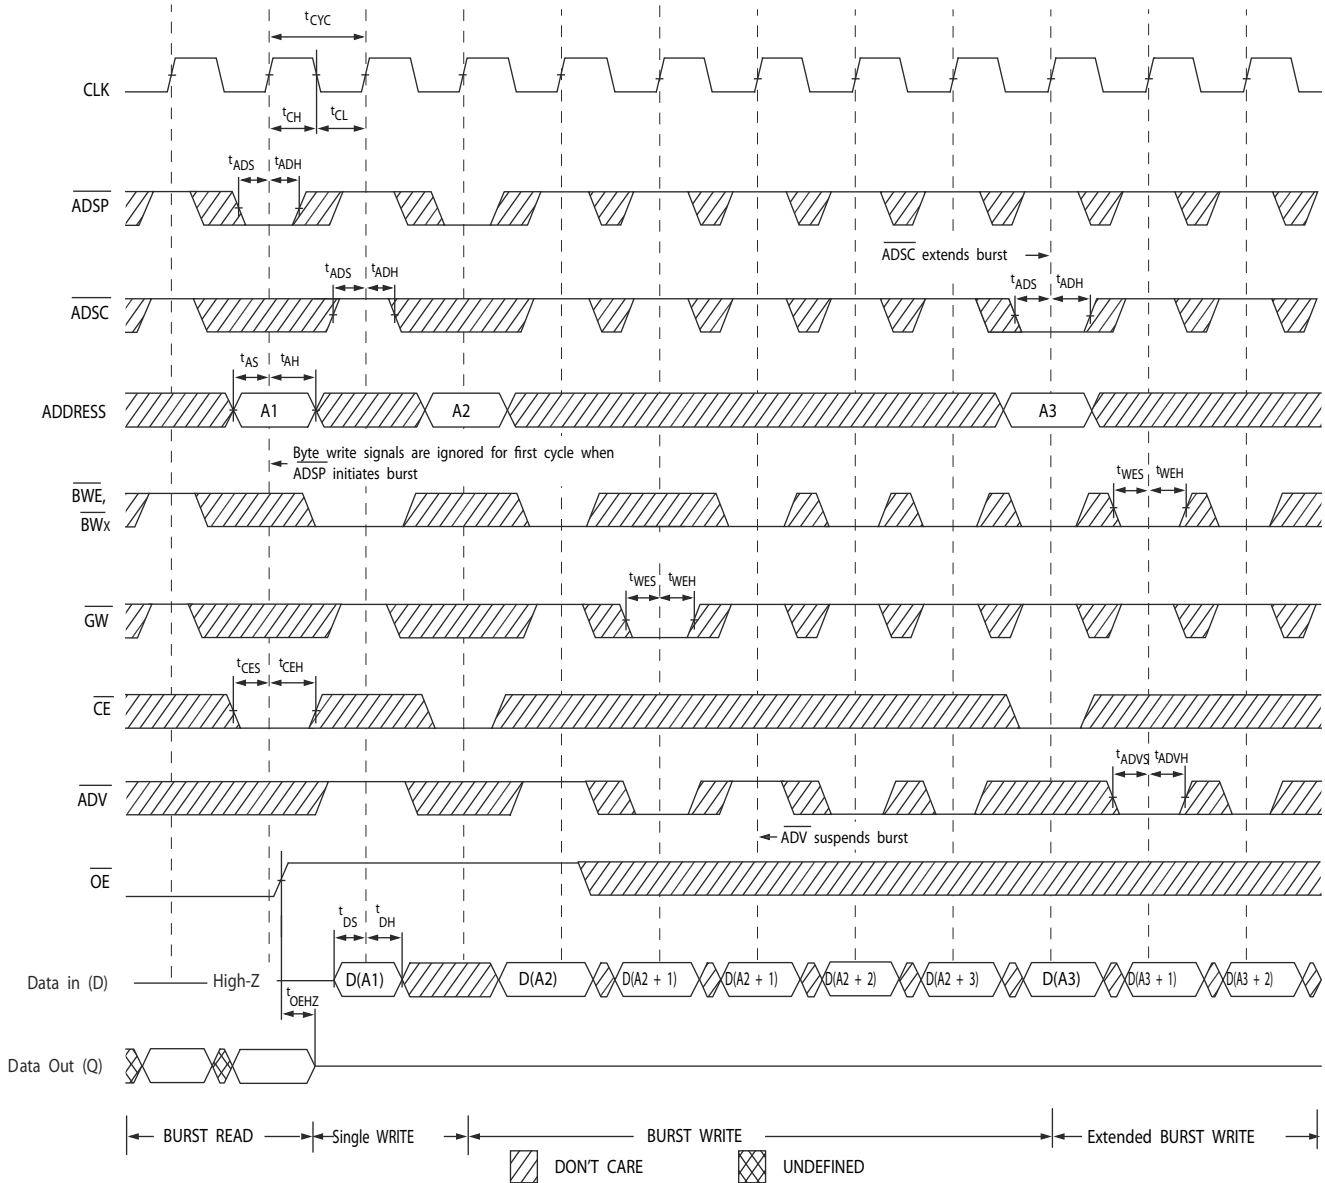 tCYC
CLK
tCH tCL
tADS tADH
ADSP
ADSC extends burst
tADS tADH
tADS tADH
ADSC
tAS tAH
ADDRESS A1 A2 A3
Byte write signals are ignored for first cycle when
ADSP initiates burst
tWES tWEH
BWE,
BWx
tWES tWEH
GW
tCES tCEH
CE
tADVS tADVH
ADV
ADV suspends burst
OE
tDS tDH
Data in (D) High-Z D(A1) D(A2) D(A2 + 1) D(A2 + 1) D(A2 + 2) D(A2 + 3) D(A3) D(A3 + 1) D(A3 + 2)
tOEHZ
Data Out (Q)
BURST READ Single WRITE BURST WRITE Extended BURST WRITE
DON'T CARE UNDEFINED